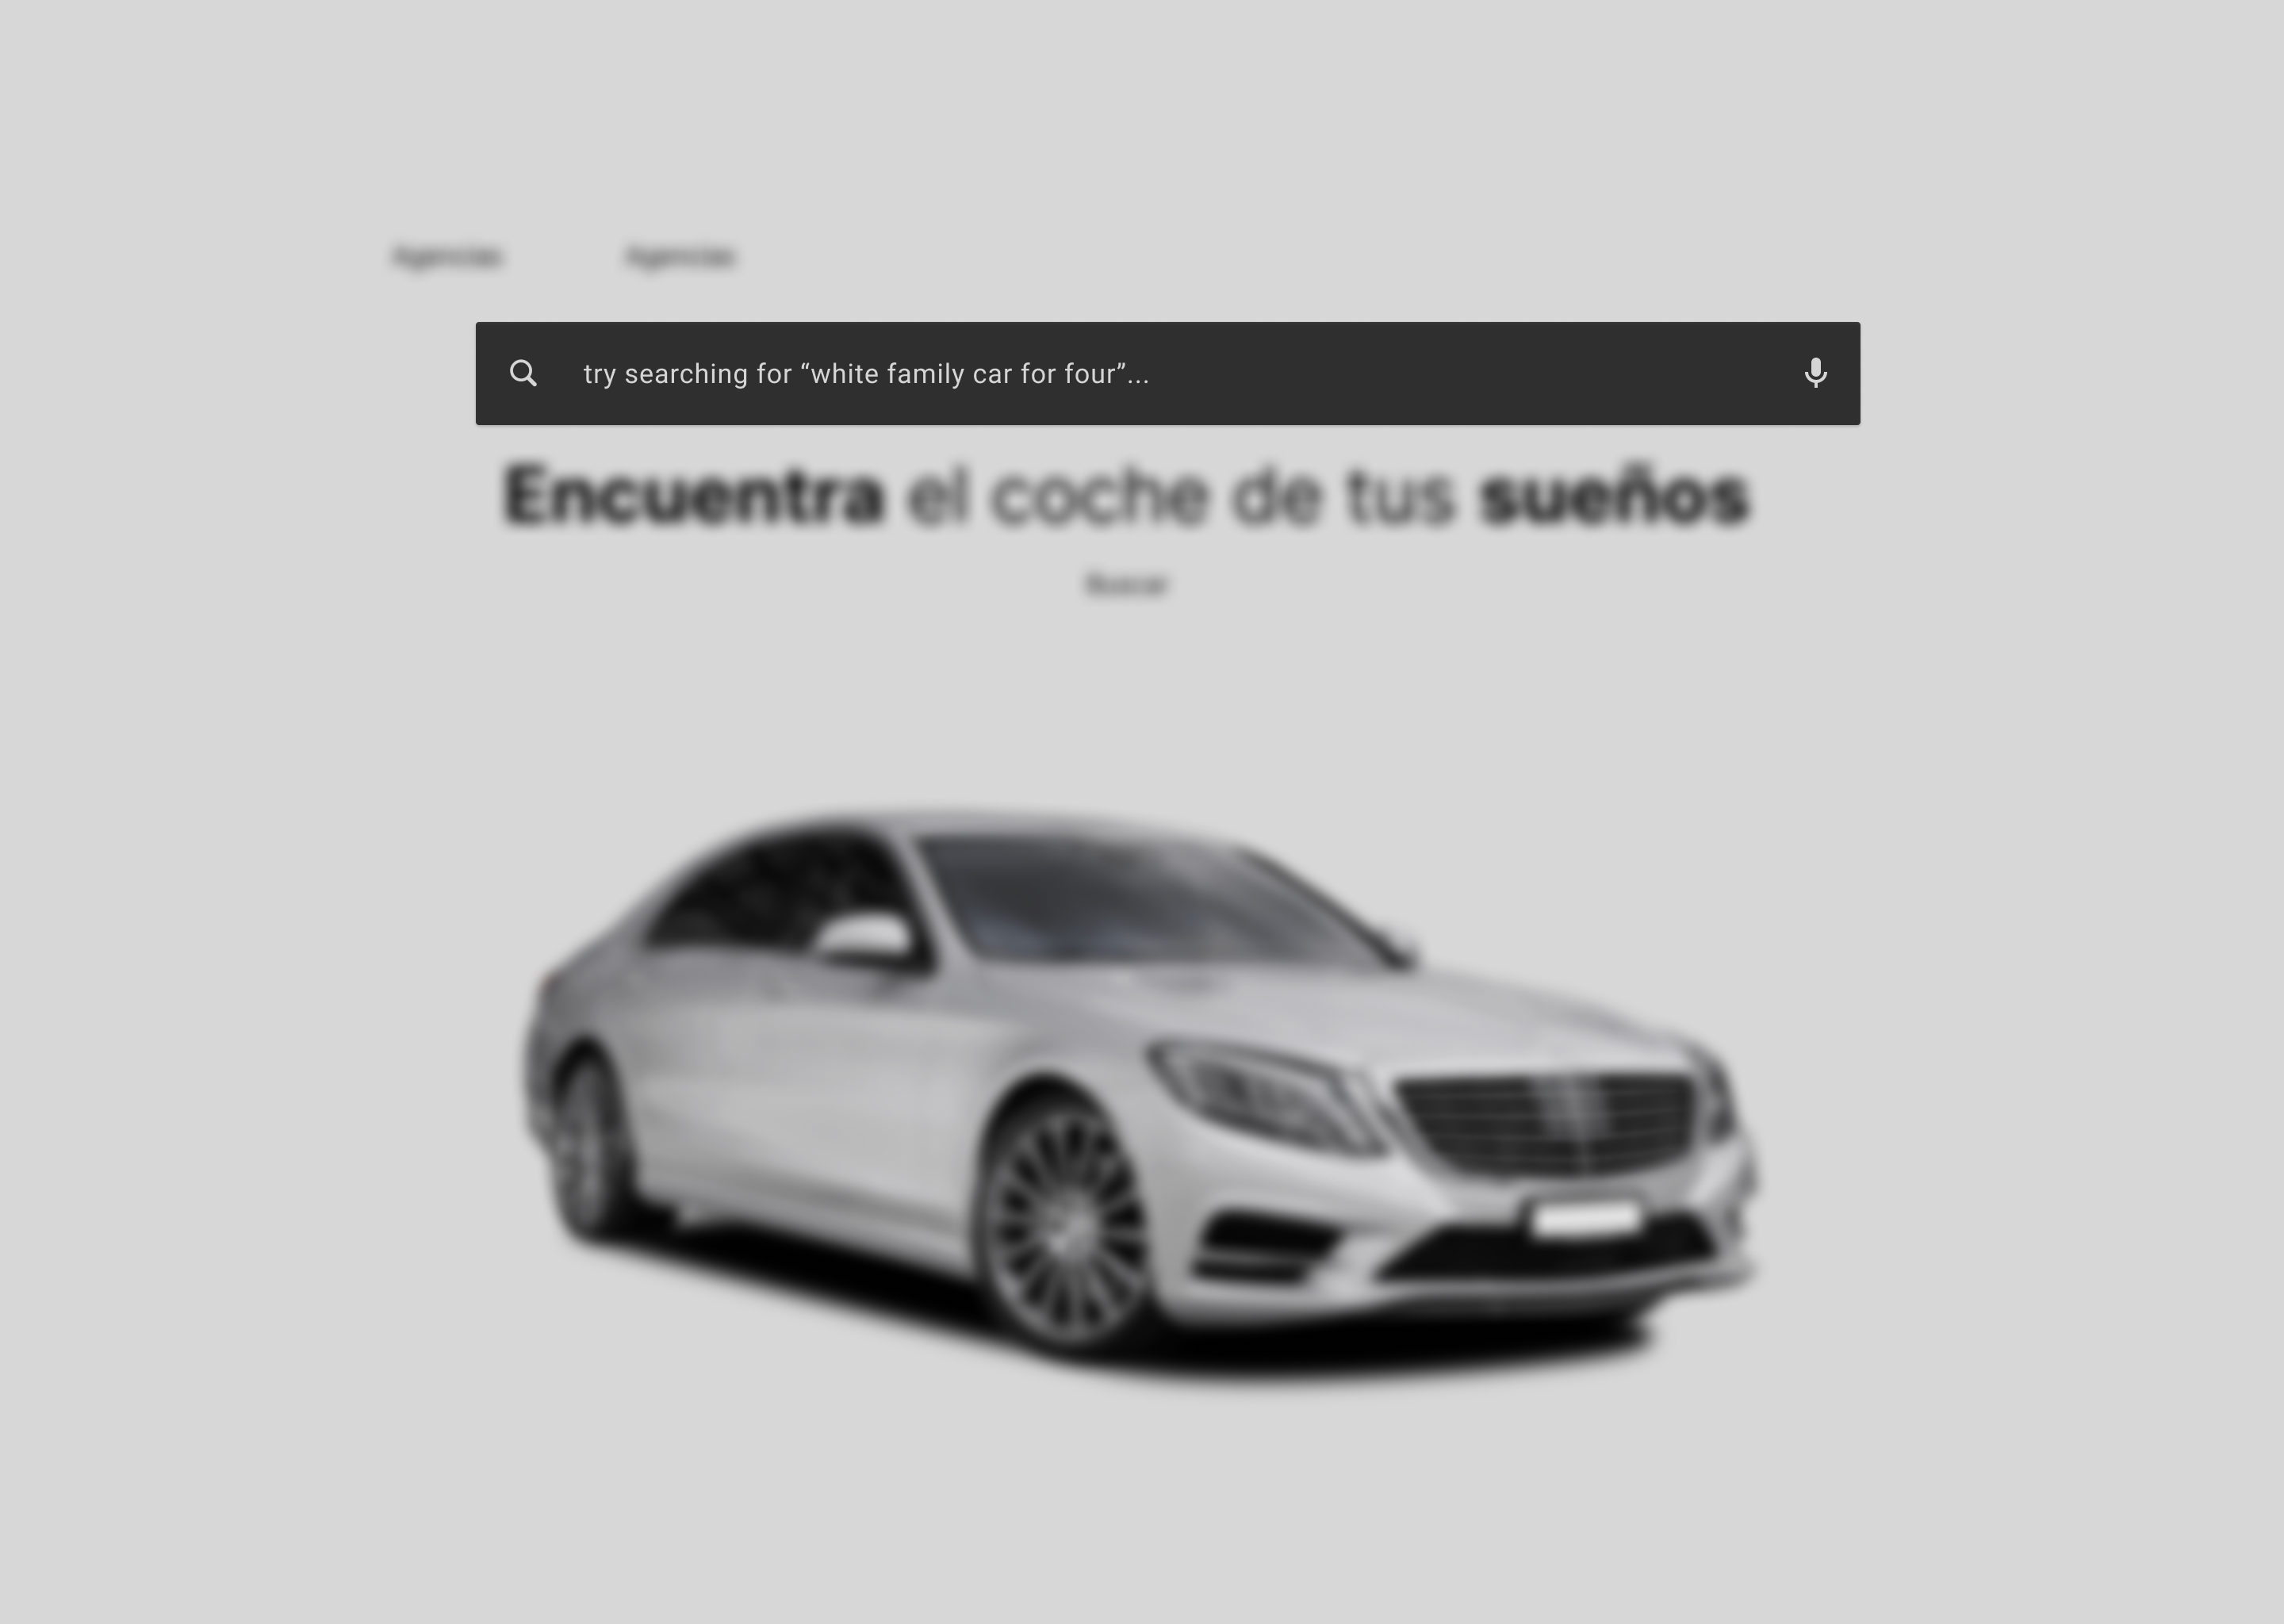 Agencias Agencias
try searching for “white family car for four”...
Encuentra el coche de tus sueños
Buscar